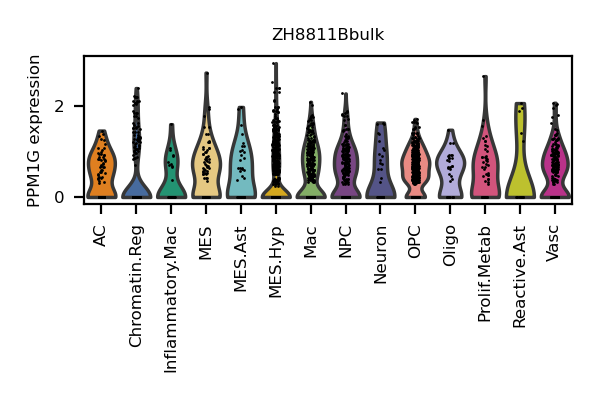 ZH8811Bbulk
PPM1G expression
2
0
AC
Chromatin.Reg
Inflammatory.Mac
MES
MES.Ast
MES.Hyp
Mac
NPC
Neuron
OPC
Oligo
Prolif.Metab
Reactive.Ast
Vasc